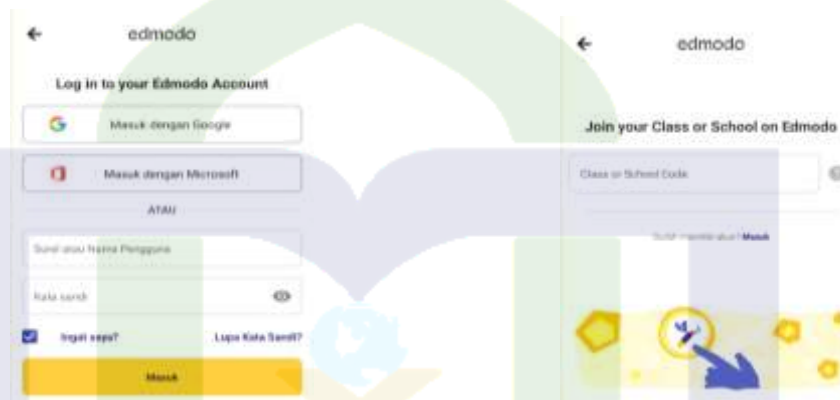 edmodo
Log in to your Edmodo Account
Masuk dengan Google
Masuk dengan Microsoft
ATAU
Surel atau Nama Pengguna
Kata sandi
Ingat saya?
Lupa Kata Sandi?
Masuk
edmodo
Join your Class or School on Edmodo
Class or School Code
Masuk